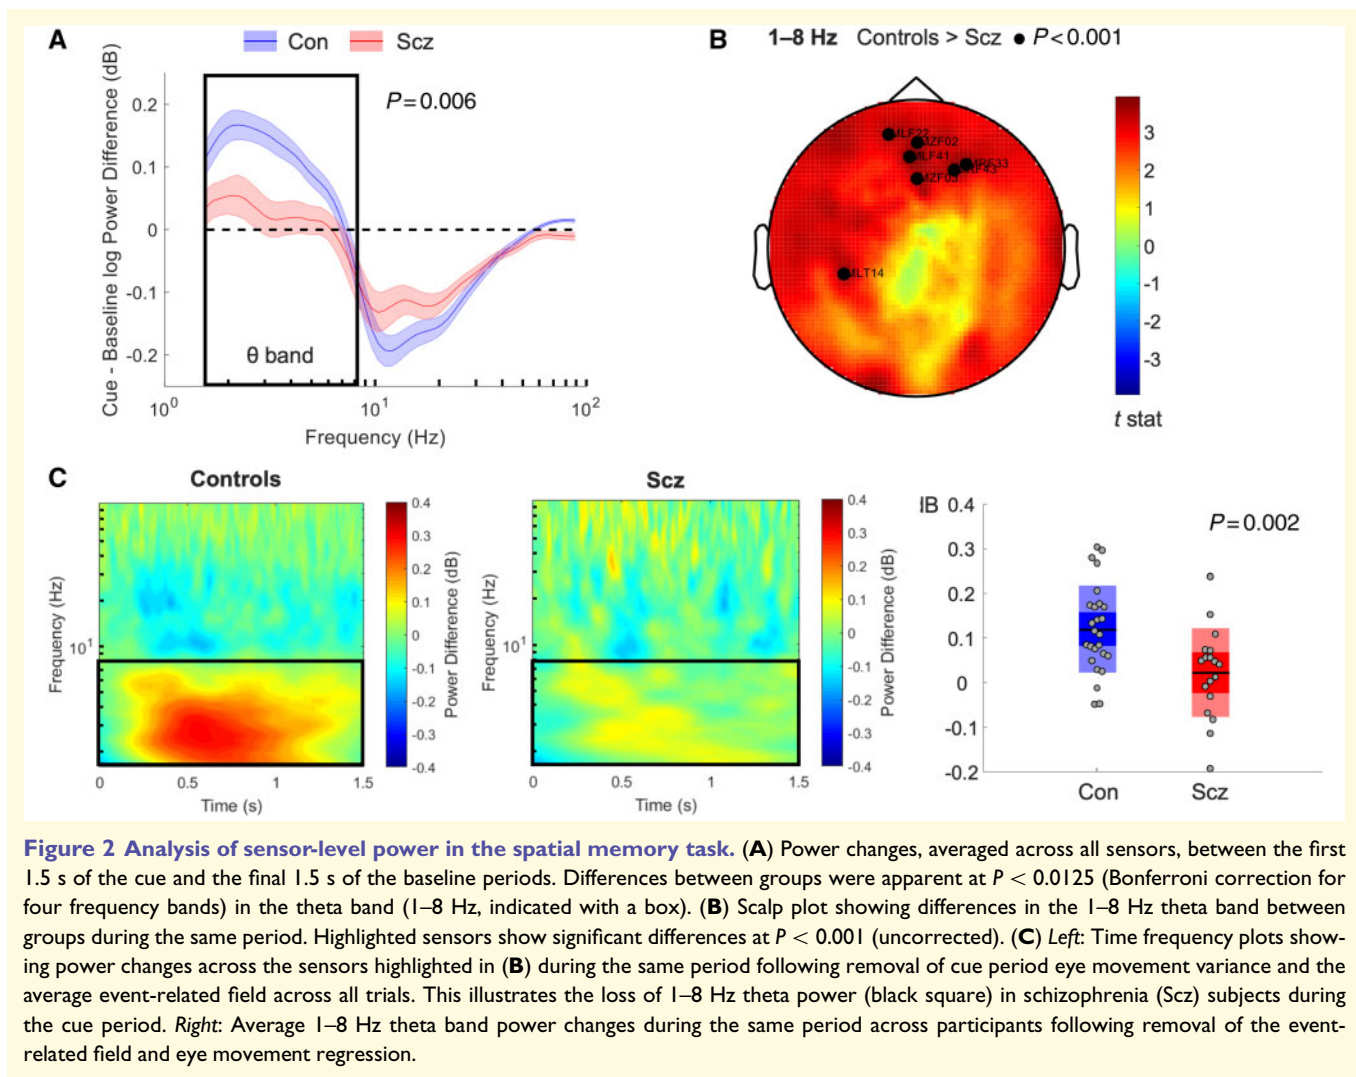 A
Con Scz
Cue - Baseline log Power Difference (dB)
0.2
0.1
0
-0.1
-0.2
P=0.006
θ band
10⁰ 10¹ 10²
Frequency (Hz)
B
1–8 Hz Controls > Scz ● P<0.001
MLF22
MZF02
MLF41
MRF33
MZF03
MLT14
3
2
1
0
-1
-2
-3
t stat
C
Controls
Frequency (Hz)
10¹
0 0.5 1 1.5
Time (s)
0.4
0.3
0.2
0.1
0
-0.1
-0.2
-0.3
-0.4
Power Difference (dB)
Scz
Frequency (Hz)
10¹
0 0.5 1 1.5
Time (s)
0.4
0.3
0.2
0.1
0
-0.1
-0.2
-0.3
-0.4
Power Difference (dB)
0.4
0.3
0.2
0.1
0
-0.1
-0.2
P=0.002
Con Scz
Figure 2 Analysis of sensor-level power in the spatial memory task. (A) Power changes, averaged across all sensors, between the first
1.5 s of the cue and the final 1.5 s of the baseline periods. Differences between groups were apparent at P < 0.0125 (Bonferroni correction for
four frequency bands) in the theta band (1–8 Hz, indicated with a box). (B) Scalp plot showing differences in the 1–8 Hz theta band between
groups during the same period. Highlighted sensors show significant differences at P < 0.001 (uncorrected). (C) Left: Time frequency plots show-
ing power changes across the sensors highlighted in (B) during the same period following removal of cue period eye movement variance and the
average event-related field across all trials. This illustrates the loss of 1–8 Hz theta power (black square) in schizophrenia (Scz) subjects during
the cue period. Right: Average 1–8 Hz theta band power changes during the same period across participants following removal of the event-
related field and eye movement regression.